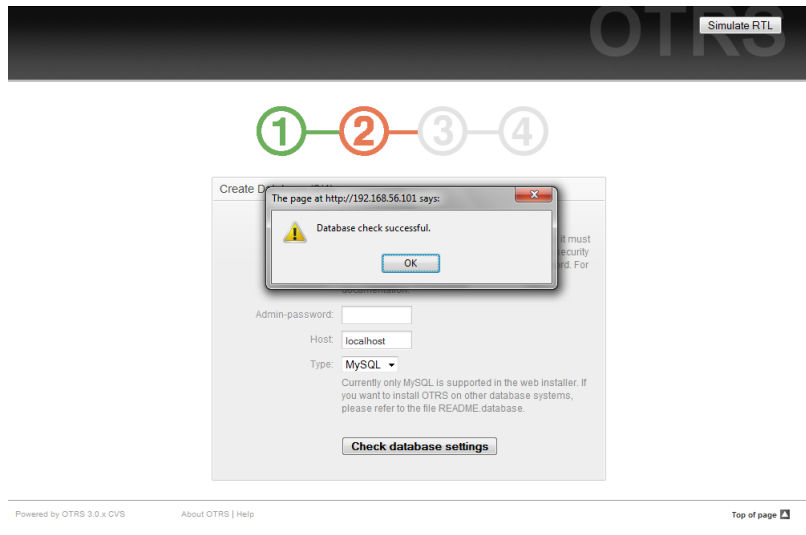 OTRS
Simulate RTL
1
2
3
4
Create D
The page at http://192.168.56.101 says:
Database check successful.
OK
it must
security
For
documentation.
Admin-password:
Host: localhost
Type: MySQL
Currently only MySQL is supported in the web installer. If
you want to install OTRS on other database systems,
please refer to the file README.database.
Check database settings
Powered by OTRS 3.0.x CVS
About OTRS | Help
Top of page